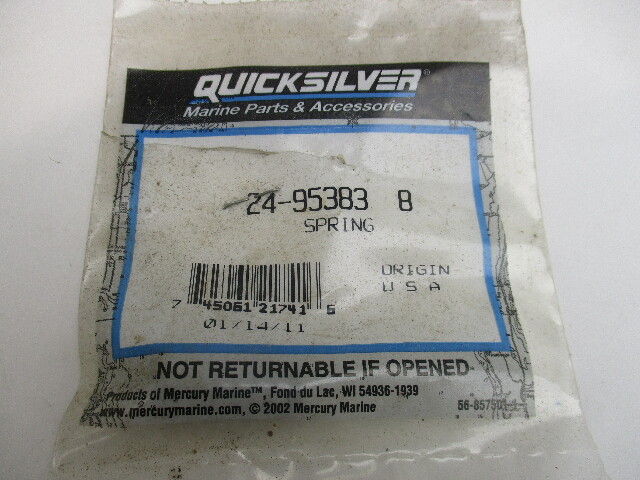 QUICKSILVER®
Marine Parts & Accessories
24-95383 8
SPRING
ORIGIN
U S A
7 45061 21741 6
01/14/11
NOT RETURNABLE IF OPENED
Products of Mercury Marine™, Fond du Lac, WI 54936-1939
www.mercurymarine.com, © 2002 Mercury Marine